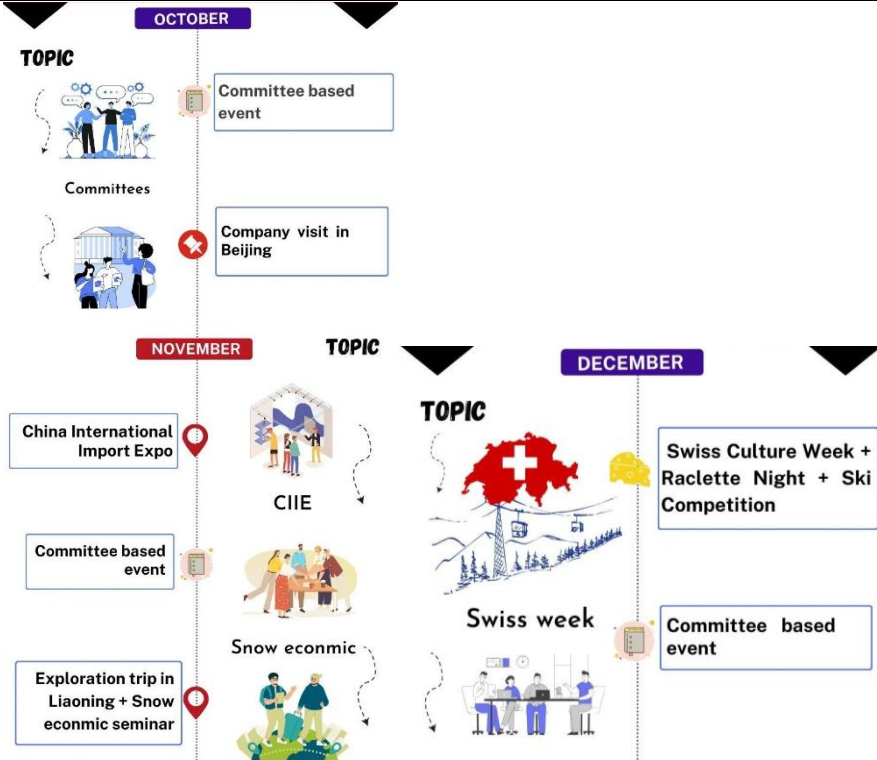 OCTOBER
TOPIC
Committee based
event
Committees
Company visit in
Beijing
NOVEMBER
TOPIC
China International
Import Expo
CIIE
Committee based
event
Snow econmic
Exploration trip in
Liaoning + Snow
econmic seminar
DECEMBER
TOPIC
Swiss Culture Week +
Raclette Night + Ski
Competition
Swiss week
Committee based
event